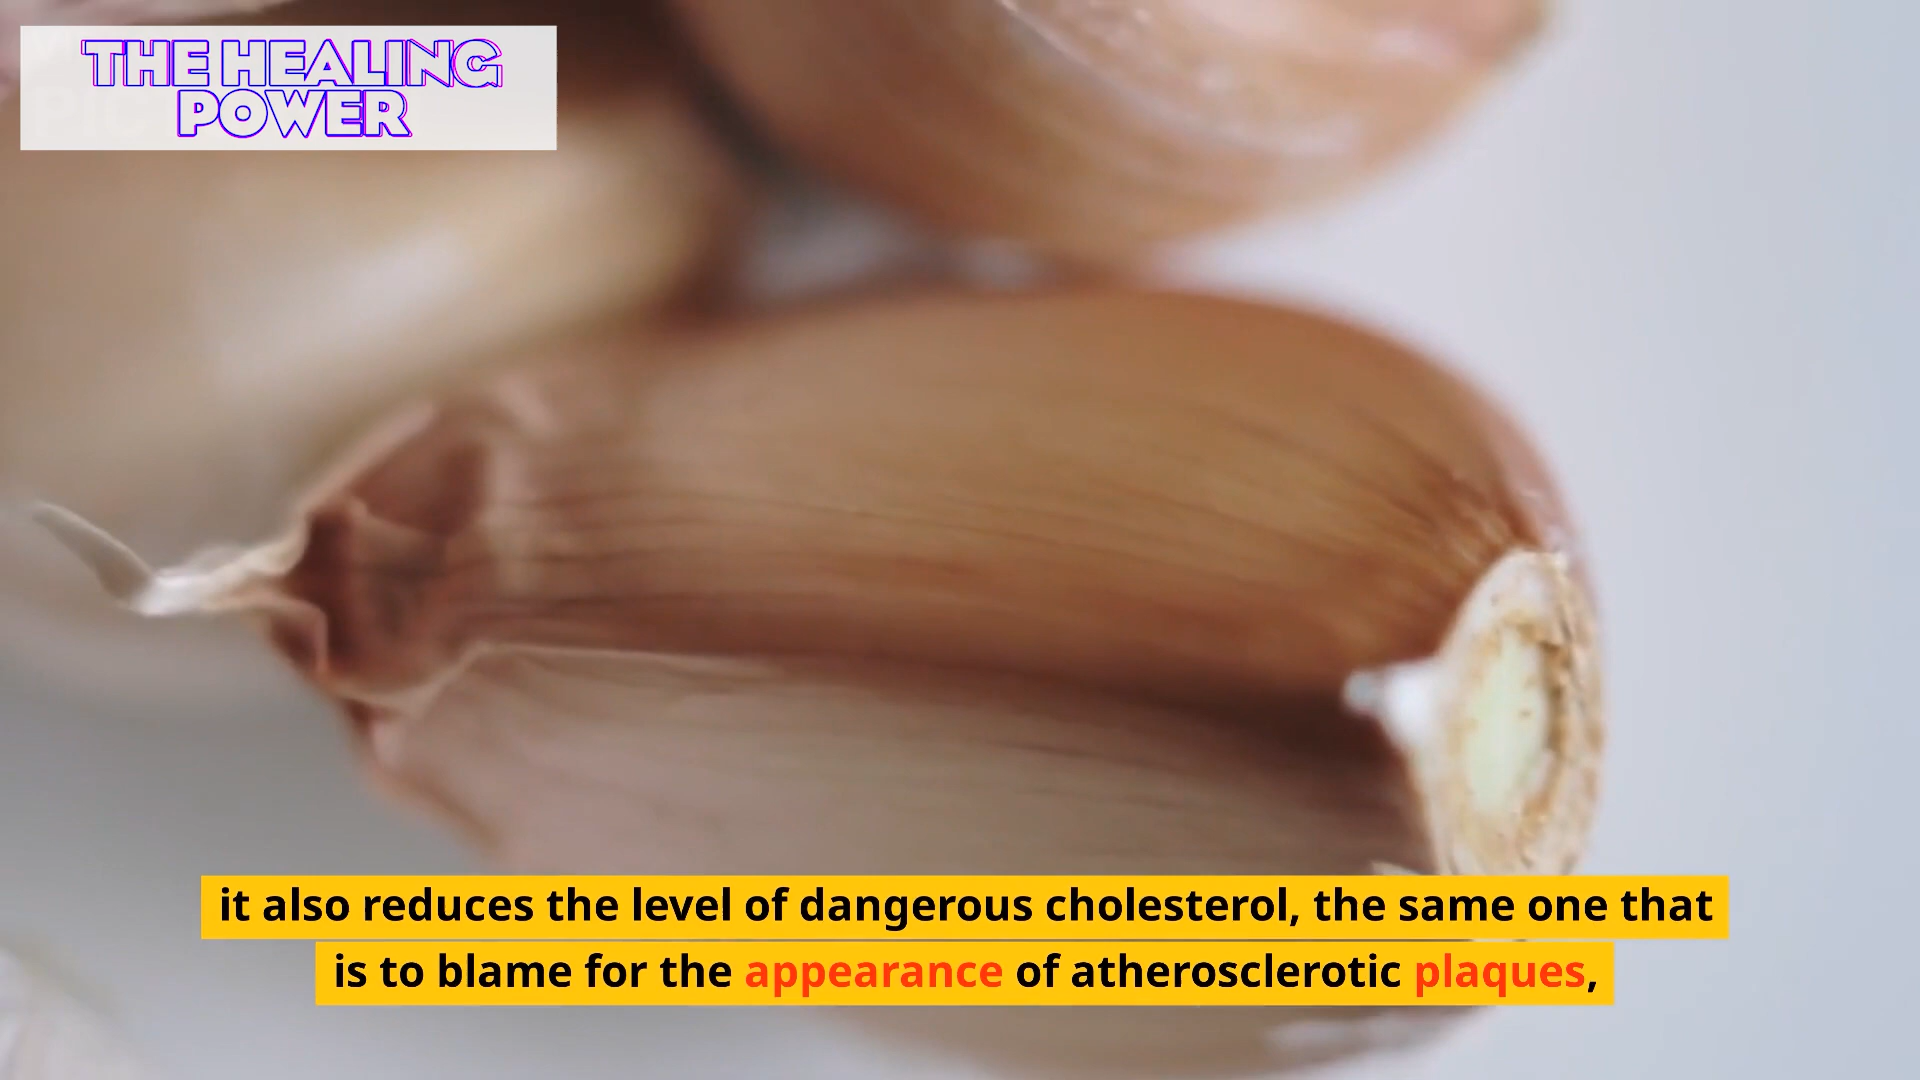 THE HEALING
POWER
it also reduces the level of dangerous cholesterol, the same one that
is to blame for the appearance of atherosclerotic plaques,